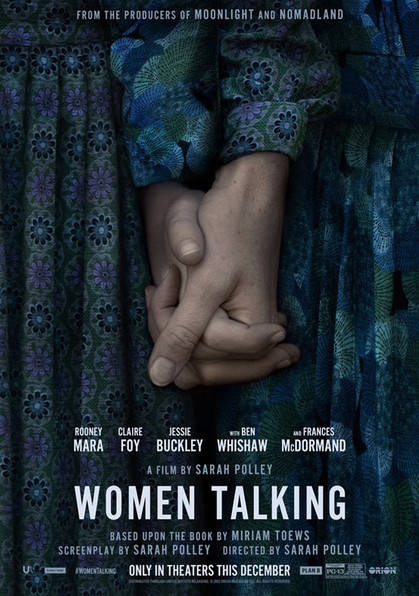 FROM THE PRODUCERS OF MOONLIGHT AND NOMADLAND
ROONEY MARA CLAIRE FOY JESSIE BUCKLEY WITH BEN WHISHAW AND FRANCES McDORMAND
A FILM BY SARAH POLLEY
WOMEN TALKING
BASED UPON THE BOOK BY MIRIAM TOEWS
SCREENPLAY BY SARAH POLLEY DIRECTED BY SARAH POLLEY
#WOMENTALKING ONLY IN THEATERS THIS DECEMBER PLAN B PG-13 ORION